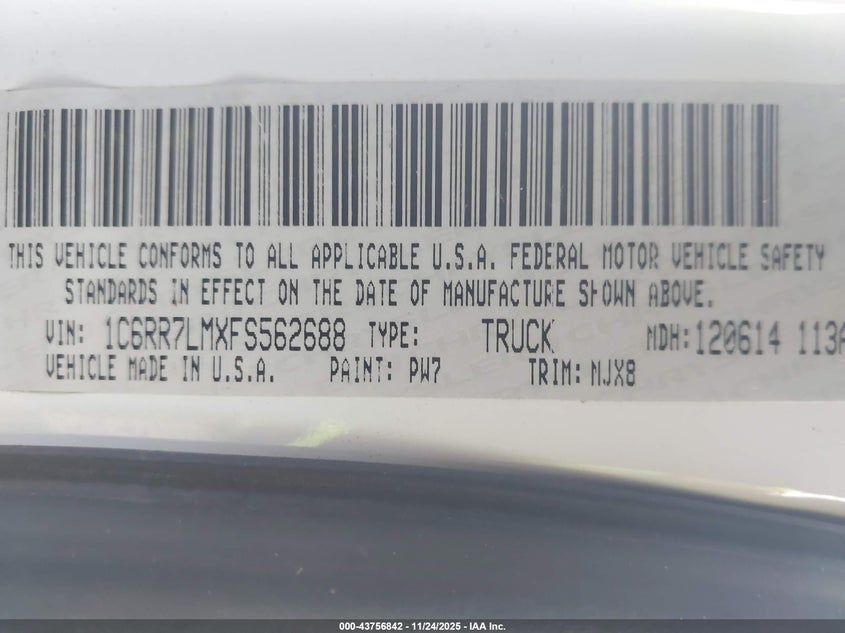 THIS VEHICLE CONFORMS TO ALL APPLICABLE U.S.A. FEDERAL MOTOR VEHICLE SAFETY
STANDARDS IN EFFECT ON THE DATE OF MANUFACTURE SHOWN ABOVE.
VIN: 1C6RR7LMXFS562688 TYPE: TRUCK MDH:120614 113A
VEHICLE MADE IN U.S.A. PAINT: PW7 TRIM: MJX8
000-43756842 - 11/24/2025 - IAA Inc.